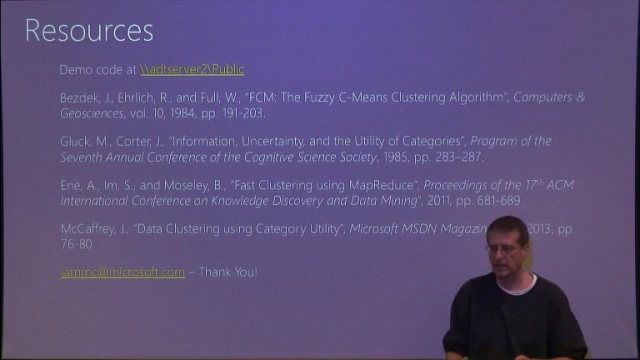 Resources
Demo code at \\adtserver2\Public
Bezdek, J., Ehrlich, R., and Full, W., "FCM: The Fuzzy C-Means Clustering Algorithm", Computers &
Geosciences, vol. 10, 1984, pp. 191-203.
Gluck, M., Corter, J., "Information, Uncertainty, and the Utility of Categories", Program of the
Seventh Annual Conference of the Cognitive Science Society, 1985, pp. 283–287.
Ene, A., Im, S., and Moseley, B., "Fast Clustering using MapReduce", Proceedings of the 17th ACM
International Conference on Knowledge Discovery and Data Mining", 2011, pp. 681-689.
McCaffrey, J., "Data Clustering using Category Utility", Microsoft MSDN Magazin 2013, pp
76-80.
jammc@microsoft.com – Thank You!